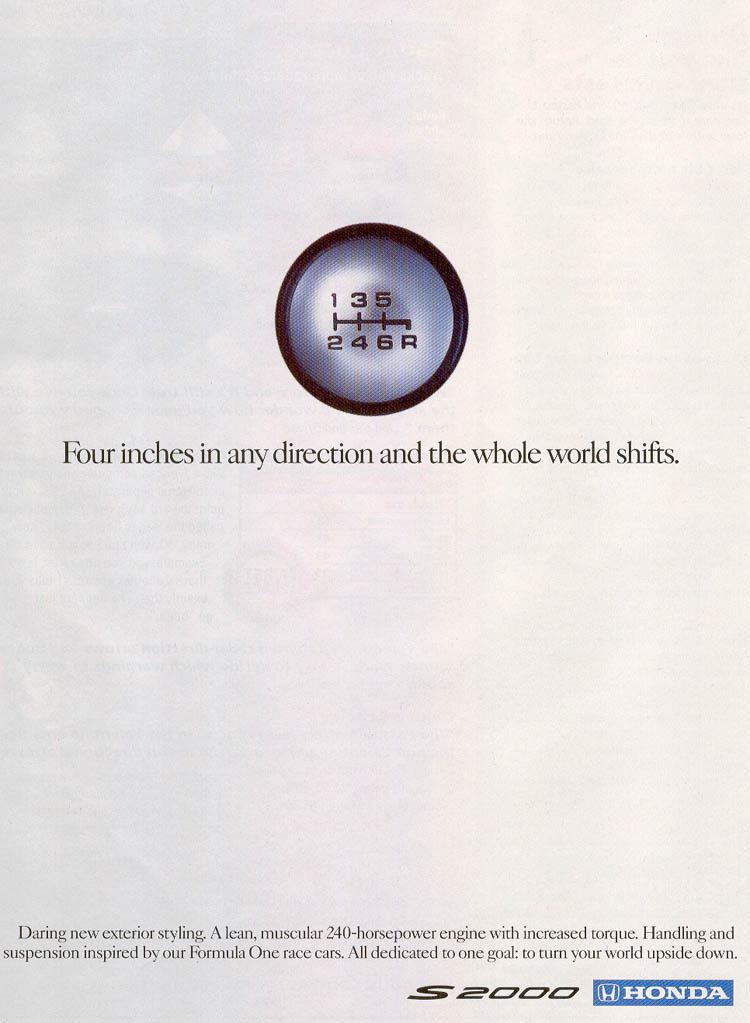 1 3 5
2 4 6 R
Four inches in any direction and the whole world shifts.
Daring new exterior styling. A lean, muscular 240-horsepower engine with increased torque. Handling and
suspension inspired by our Formula One race cars. All dedicated to one goal: to turn your world upside down.
S2000 HONDA